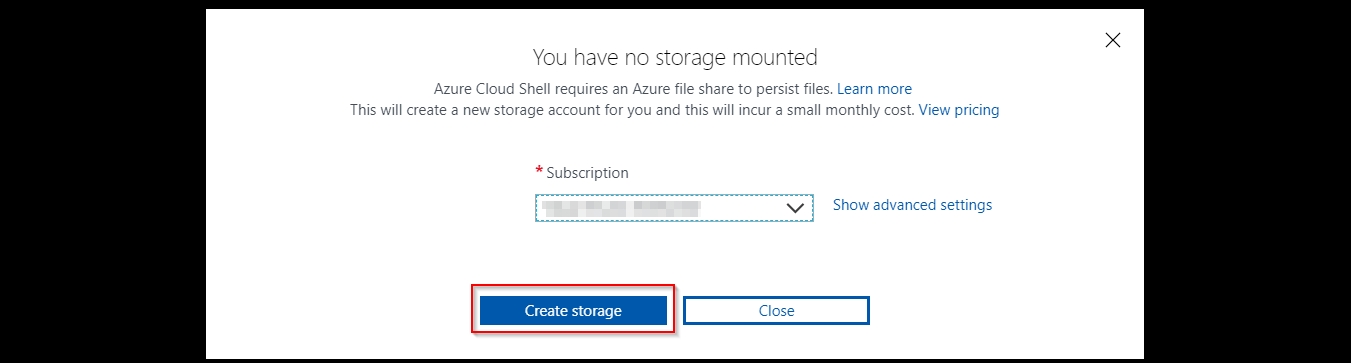 You have no storage mounted
Azure Cloud Shell requires an Azure file share to persist files. Learn more
This will create a new storage account for you and this will incur a small monthly cost. View pricing
* Subscription
Show advanced settings
Create storage
Close